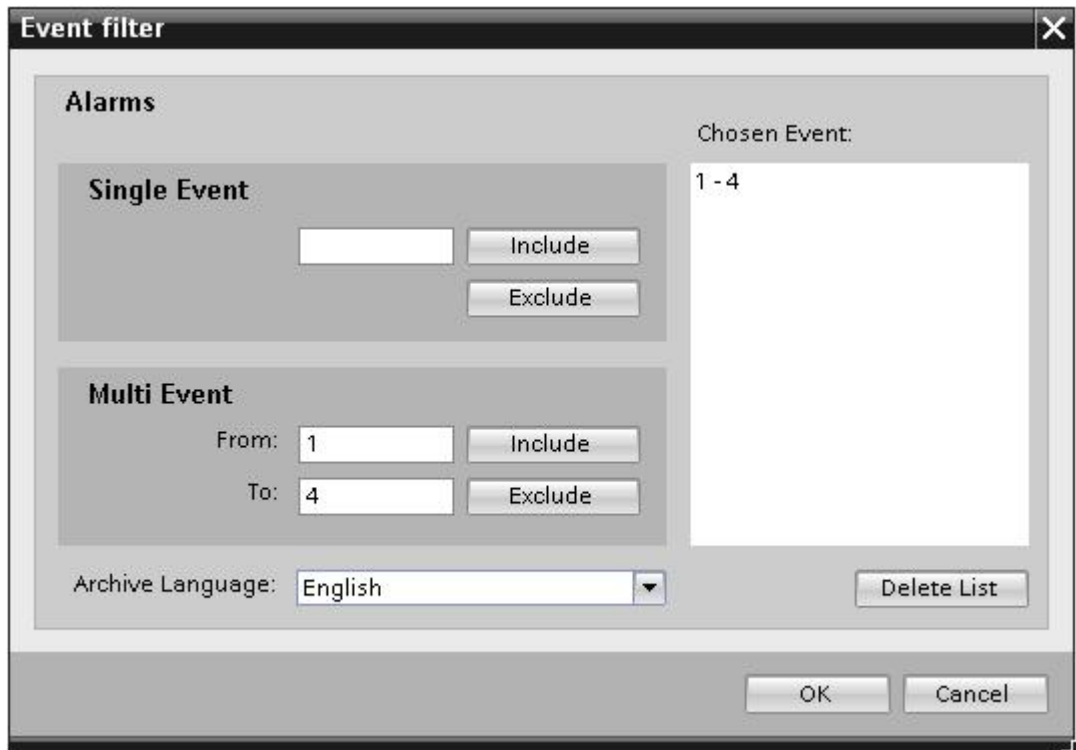 Event filter
Alarms
Chosen Event:
1 - 4
Single Event
Include
Exclude
Multi Event
From: 1 Include
To: 4 Exclude
Archive Language: English
Delete List
OK Cancel